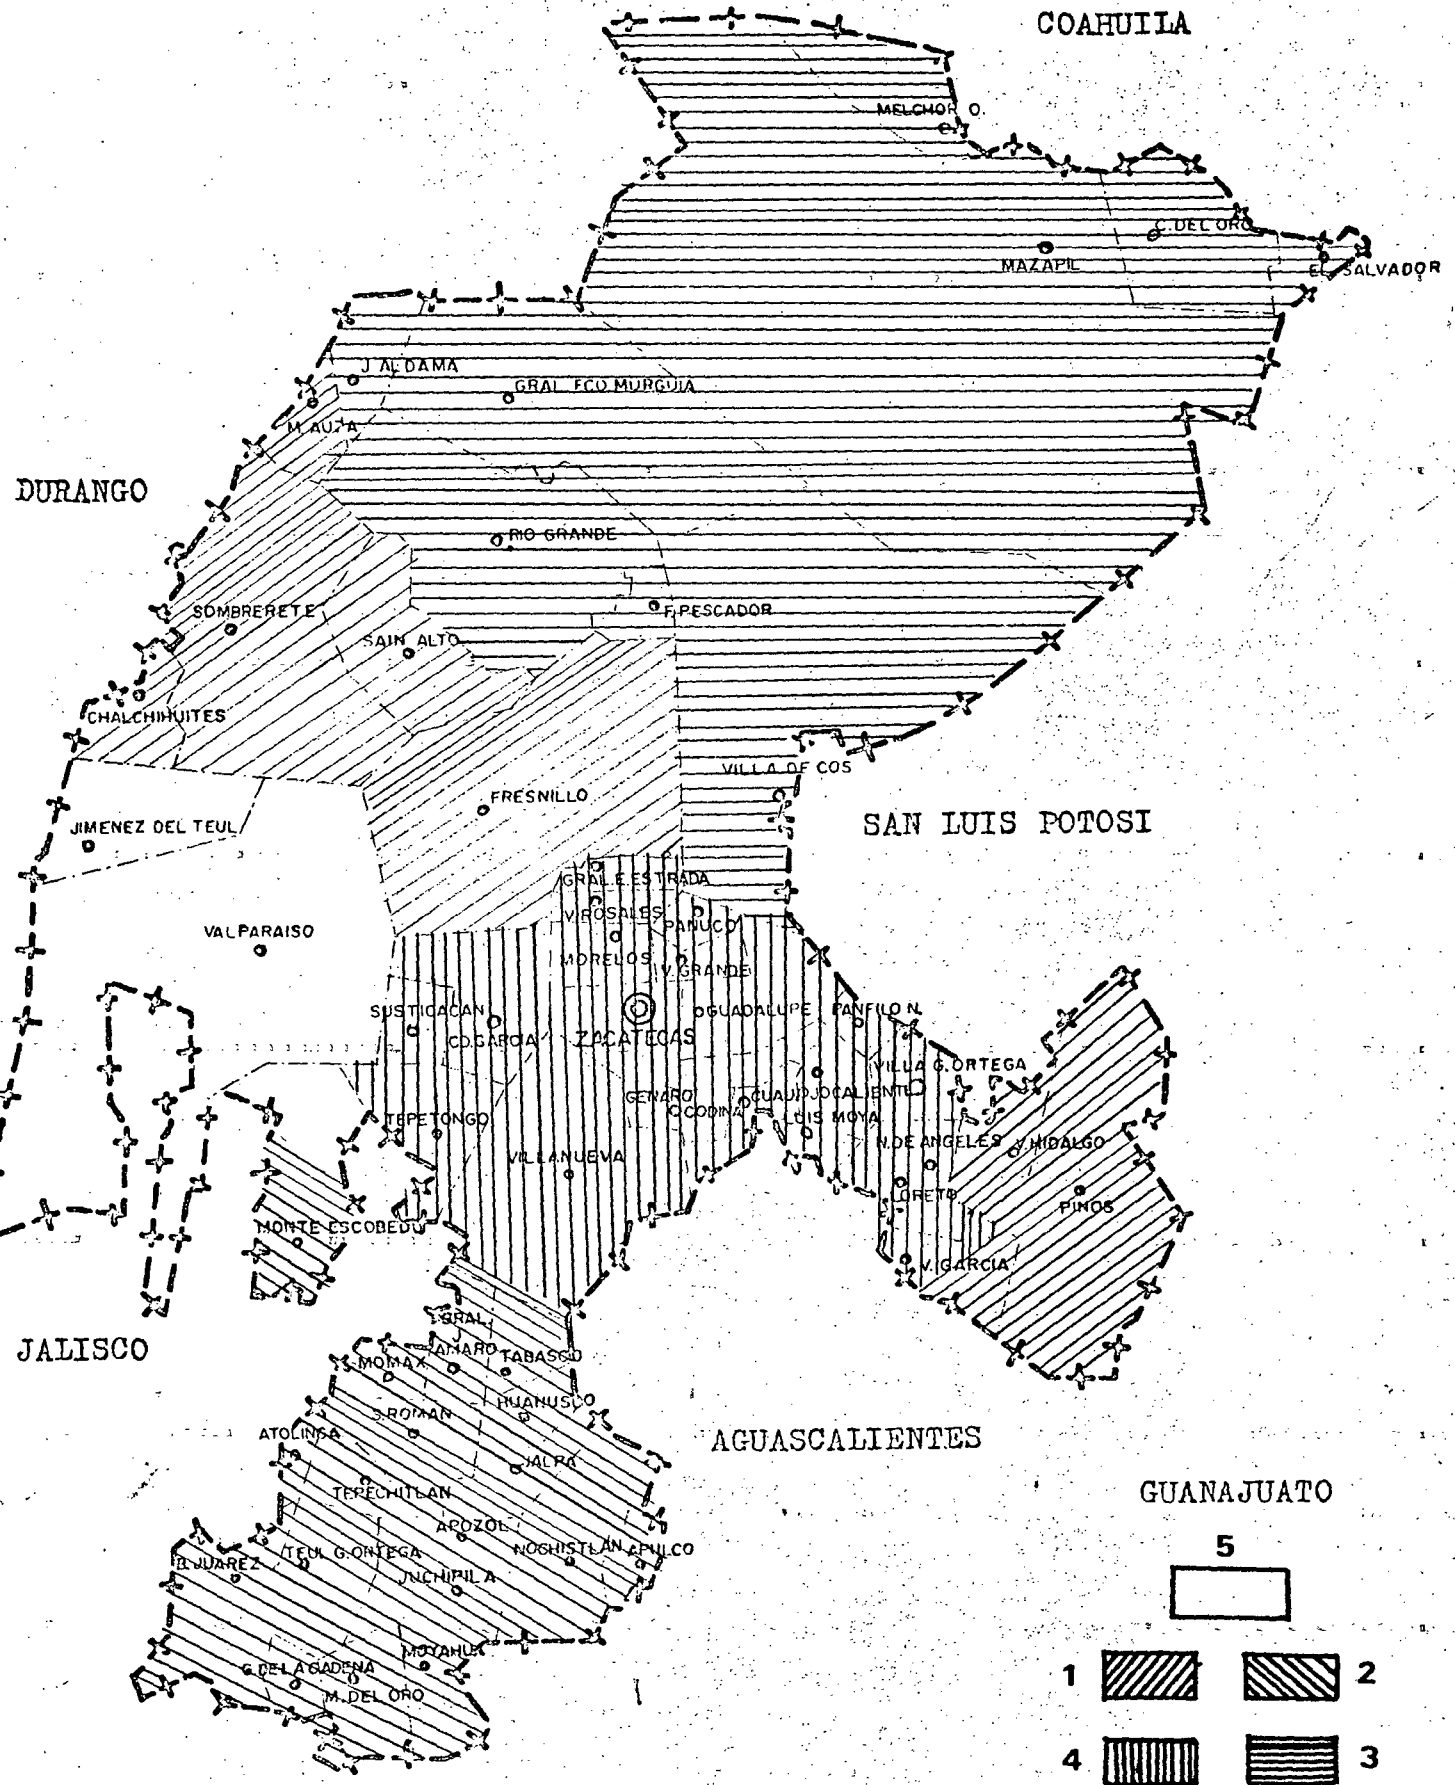 COAHUILA
MELCHOR O.
C. DEL ORO
MAZAPIL
EL SALVADOR
J. ALDAMA
GRAL. FCO. MURGUIA
M. AUZA
DURANGO
RIO GRANDE
SOMBRERETE
F. PESCADOR
SAIN ALTO
CHALCHIHUITES
VILLA DE COS
FRESNILLO
SAN LUIS POTOSI
JIMENEZ DEL TEUL
GRAL. E. ESTRADA
V. ROSALES
PANUCO
VALPARAISO
MORELOS
V. GRANDE
SUSTICACAN
GUADALUPE
PANFILO N.
CD. GARCIA
ZACATECAS
VILLA G. ORTEGA
GENARO
CODINA
CUAUH
OJOCALIENTE
TEPETONGO
LUIS MOYA
N. DE ANGELES
V. HIDALGO
VILLANUEVA
LORETO
PINOS
MONTE ESCOBEDO
V. GARCIA
GRAL.
AMARO
JALISCO
MOMAX
TABASCO
HUANUSCO
S. ROMAN
ATOLINGA
AGUASCALIENTES
JALPA
TEPECHITLAN
GUANAJUATO
APOZOL
5
B. JUAREZ
TEUL G. ORTEGA
NOCHISTLAN
APULCO
JUCHIPILA
MOYAHUA
G. DE LA CADENA
M. DEL ORO
1
2
4
3